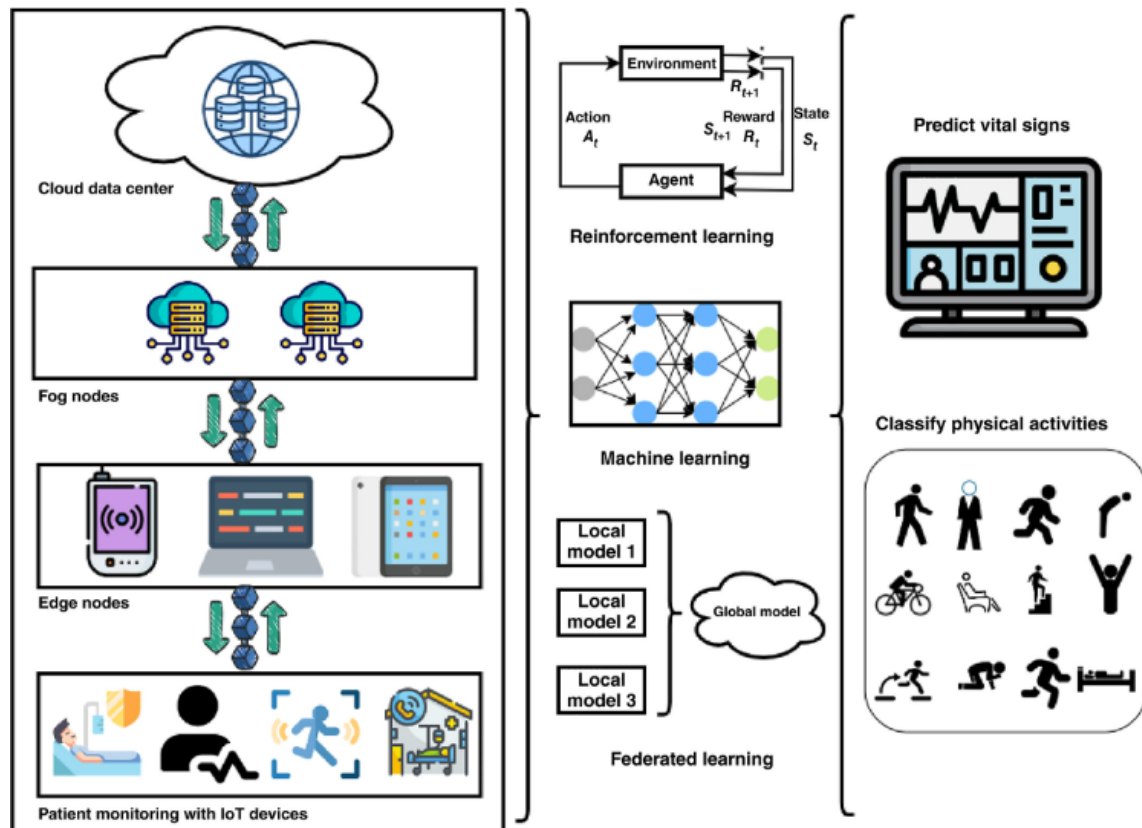 Cloud data center
Fog nodes
Edge nodes
Patient monitoring with IoT devices
Environment
R t+1
Action
A t
Reward
R t
S t+1
State
S t
Agent
Reinforcement learning
Machine learning
Local
model 1
Local
model 2
Local
model 3
Global model
Federated learning
Predict vital signs
Classify physical activities